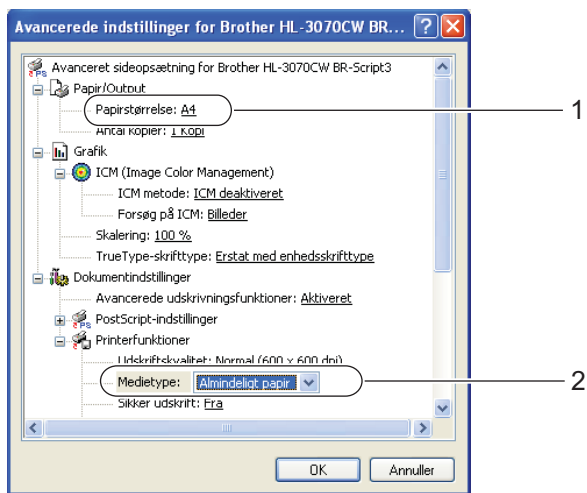 Avancerede indstillinger for Brother HL-3070CW BR...
Avanceret sideopsætning for Brother HL-3070CW BR-Script3
Papir/Output
Papirstørrelse: A4
1
Antal kopier: 1 Kopi
Grafik
ICM (Image Color Management)
ICM metode: ICM deaktiveret
Forsøg på ICM: Billeder
Skalering: 100 %
TrueType-skrifttype: Erstat med enhedsskrifttype
Dokumentindstillinger
Avancerede udskrivningsfunktioner: Aktiveret
PostScript-indstillinger
Printerfunktioner
Udskriftskvalitet: Normal (600 x 600 dpi)
Medietype: Almindeligt papir
2
Sikker udskrift: Fra
OK Annuller